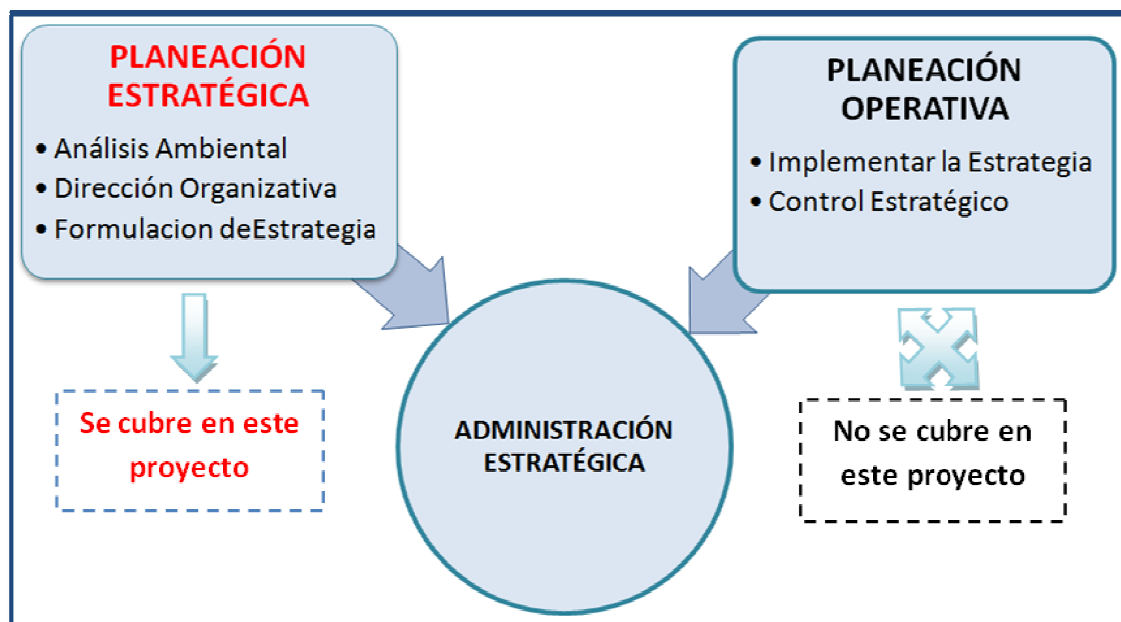 PLANEACIÓN
ESTRATÉGICA
• Análisis Ambiental
• Dirección Organizativa
• Formulacion deEstrategia
PLANEACIÓN
OPERATIVA
• Implementar la Estrategia
• Control Estratégico
Se cubre en este
proyecto
ADMINISTRACIÓN
ESTRATÉGICA
No se cubre en
este proyecto